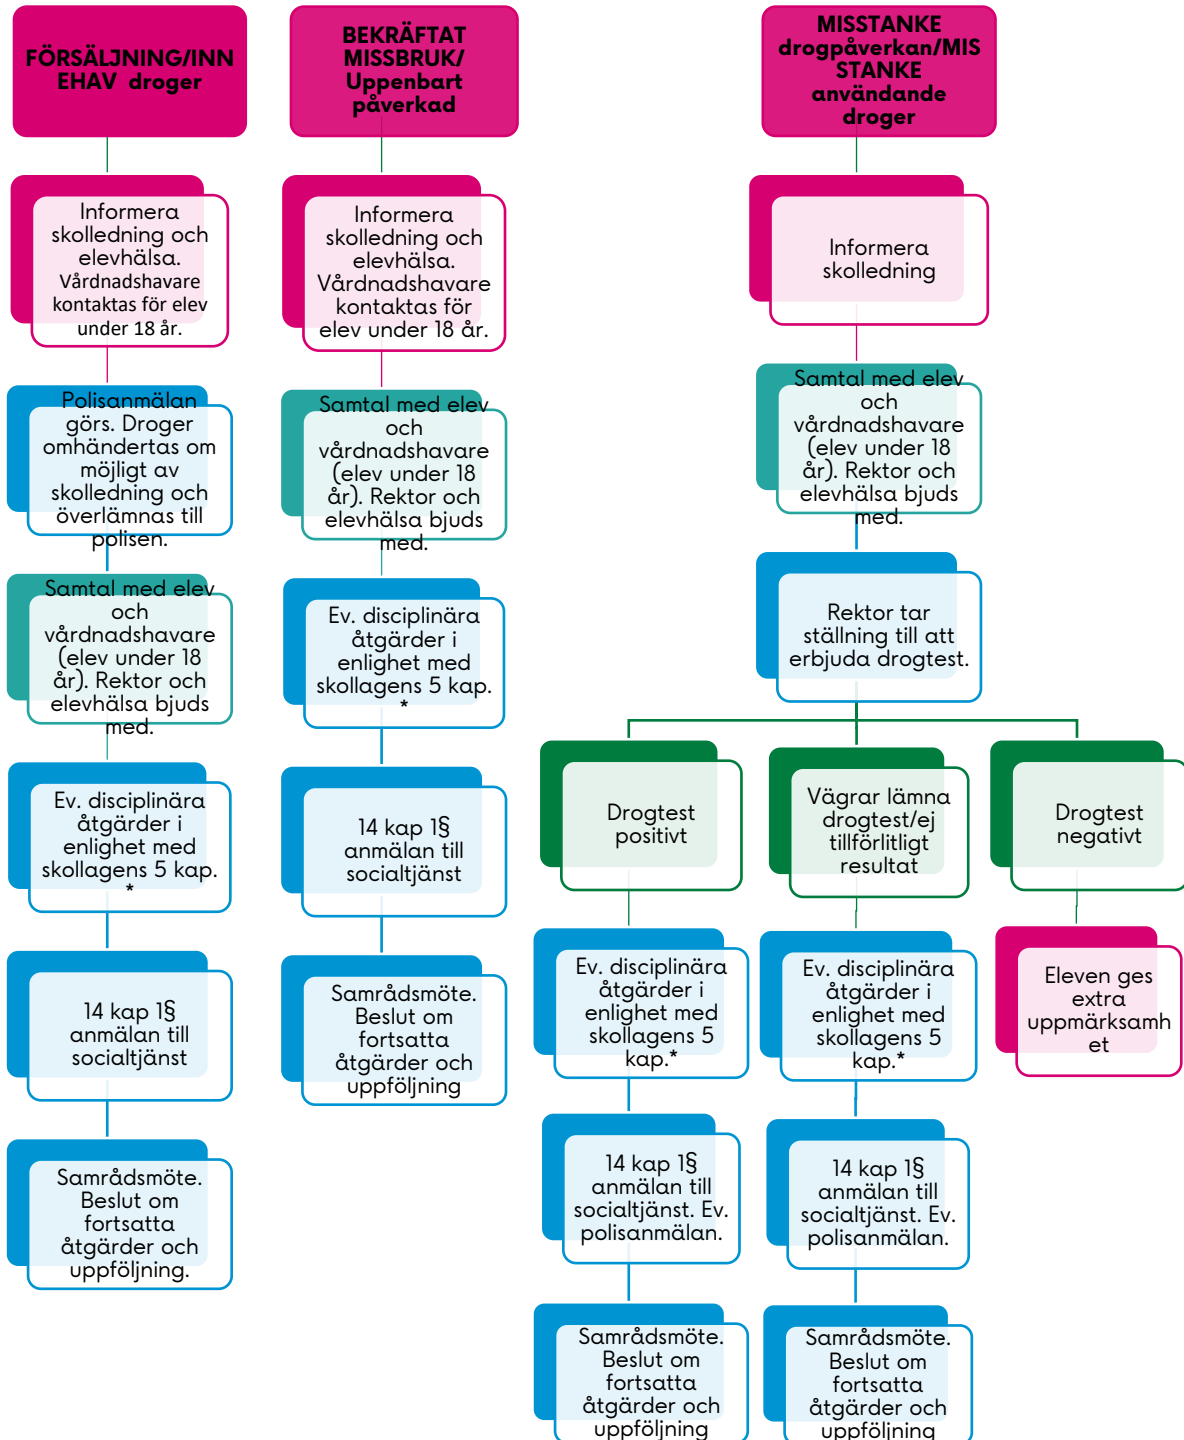 FÖRSÄLJNING/INN
EHAV droger
Informera
skolledning och
elevhälsa.
Vårdnadshavare
kontaktas för elev
under 18 år.
Polisanmälan
görs. Droger
omhändertas om
möjligt av
skolledning och
överlämnas till
polisen.
Samtal med elev
och
vårdnadshavare
(elev under 18
år). Rektor och
elevhälsa bjuds
med.
Ev. disciplinära
åtgärder i
enlighet med
skollagens 5 kap.
*
14 kap 1§
anmälan till
socialtjänst
Samrådsmöte.
Beslut om
fortsatta
åtgärder och
uppföljning.
BEKRÄFTAT
MISSBRUK/
Uppenbart
påverkad
Informera
skolledning och
elevhälsa.
Vårdnadshavare
kontaktas för
elev under 18 år.
Samtal med elev
och
vårdnadshavare
(elev under 18
år). Rektor och
elevhälsa bjuds
med.
Ev. disciplinära
åtgärder i
enlighet med
skollagens 5 kap.
*
14 kap 1§
anmälan till
socialtjänst
Samrådsmöte.
Beslut om
fortsatta
åtgärder och
uppföljning
MISSTANKE
drogpåverkan/MIS
STANKE
användande
droger
Informera
skolledning
Samtal med elev
och
vårdnadshavare
(elev under 18
år). Rektor och
elevhälsa bjuds
med.
Rektor tar
ställning till att
erbjuda drogtest.
Drogtest
positivt
Ev. disciplinära
åtgärder i
enlighet med
skollagens 5
kap.*
14 kap 1§
anmälan till
socialtjänst. Ev.
polisanmälan.
Samrådsmöte.
Beslut om
fortsatta
åtgärder och
uppföljning
Vägrar lämna
drogtest/ej
tillförlitligt
resultat
Ev. disciplinära
åtgärder i
enlighet med
skollagens 5
kap.*
14 kap 1§
anmälan till
socialtjänst. Ev.
polisanmälan.
Samrådsmöte.
Beslut om
fortsatta
åtgärder och
uppföljning
Drogtest
negativt
Eleven ges
extra
uppmärksamh
et